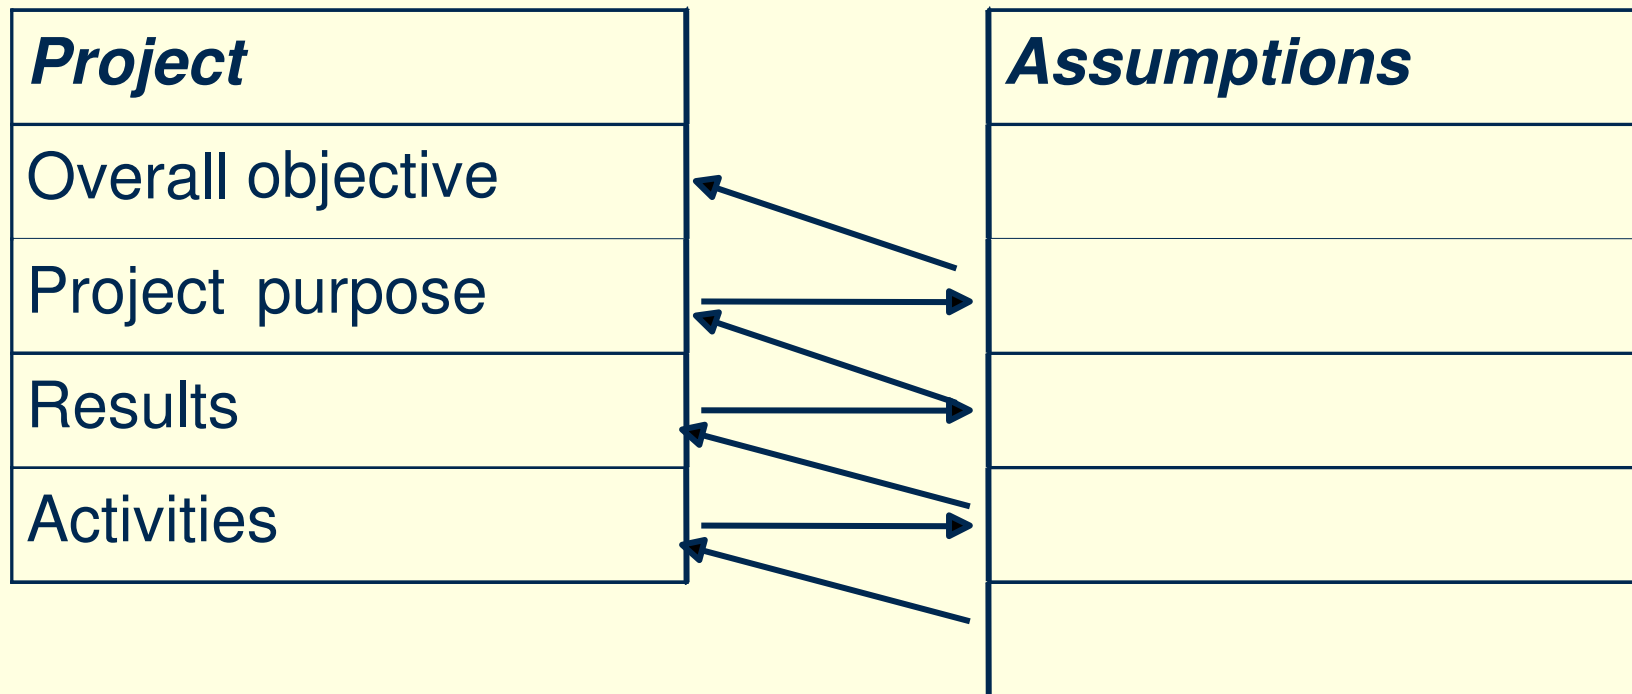 Project
Assumptions
Overall objective
Project purpose
Results
Activities